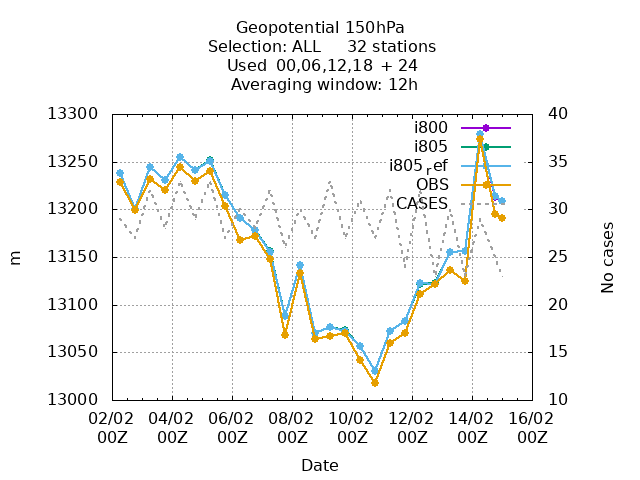 Geopotential 150hPa
Selection: ALL 32 stations
Used 00,06,12,18 + 24
Averaging window: 12h
13300
13250
13200
13150
13100
13050
13000
m
40
35
30
25
20
15
10
No cases
i800
i805
i805ref
OBS
CASES
02/02 04/02 06/02 08/02 10/02 12/02 14/02 16/02
00Z 00Z 00Z 00Z 00Z 00Z 00Z 00Z
Date